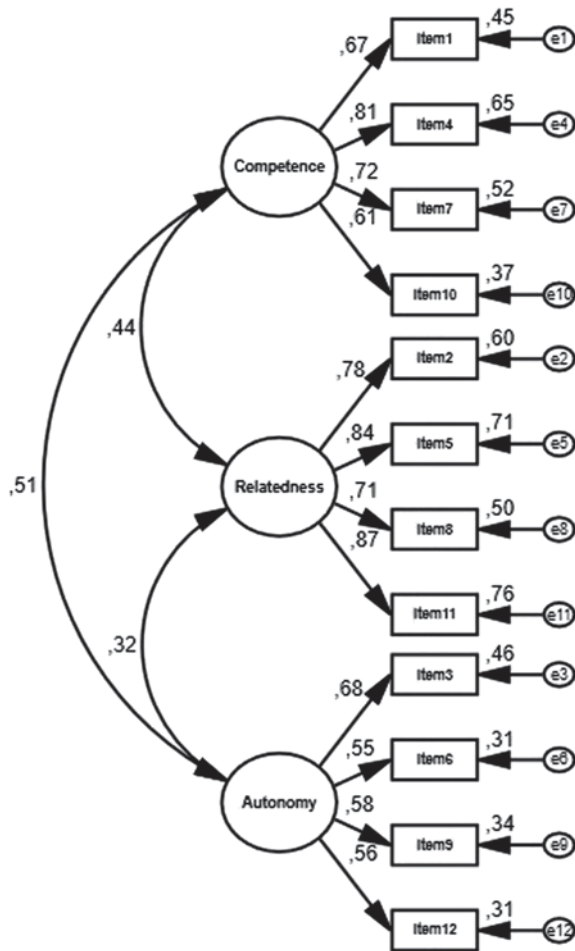 ,45
Item1
e1
,67
,65
,81
Item4
e4
Competence
,72
,52
Item7
e7
,61
,37
Item10
e10
,44
,60
Item2
e2
,78
,71
,84
Item5
e5
,51
Relatedness
,71
,50
Item8
e8
,87
,76
Item11
e11
,32
,46
Item3
e3
,68
,31
,55
Item6
e6
Autonomy
,58
,34
Item9
e9
,56
,31
Item12
e12